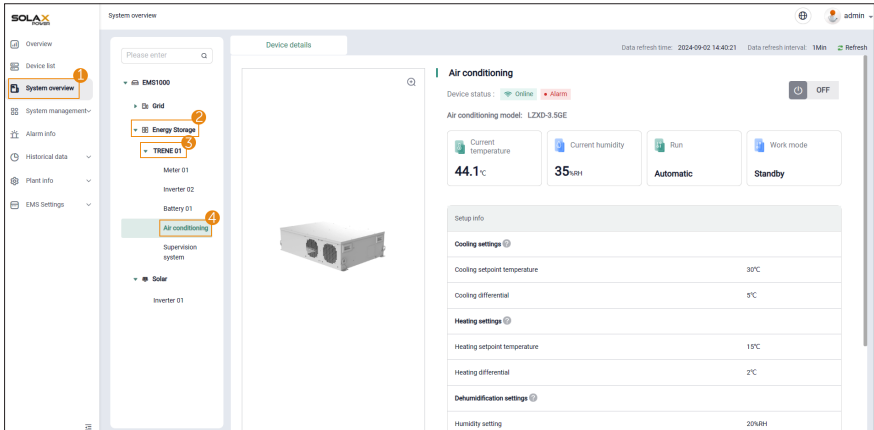 SOLAX
POWER
System overview
admin
Overview
Device list
1
System overview
System management
Alarm info
Historical data
Plant info
EMS Settings
Please enter
EMS1000
Grid
2
Energy Storage
3
TRENE 01
Meter 01
Inverter 02
Battery 01
4
Air conditioning
Supervision
system
Solar
Inverter 01
Device details
Data refresh time: 2024-09-02 14:40:21 Data refresh interval: 1Min Refresh
Air conditioning
Device status : Online Alarm
OFF
Air conditioning model: LZXD-3.5GE
Current
temperature
44.1℃
Current humidity
35%RH
Run
Automatic
Work mode
Standby
Setup info
Cooling settings ?
Cooling setpoint temperature 30℃
Cooling differential 5℃
Heating settings ?
Heating setpoint temperature 15℃
Heating differential 2℃
Dehumidification settings ?
Humidity setting 20%RH